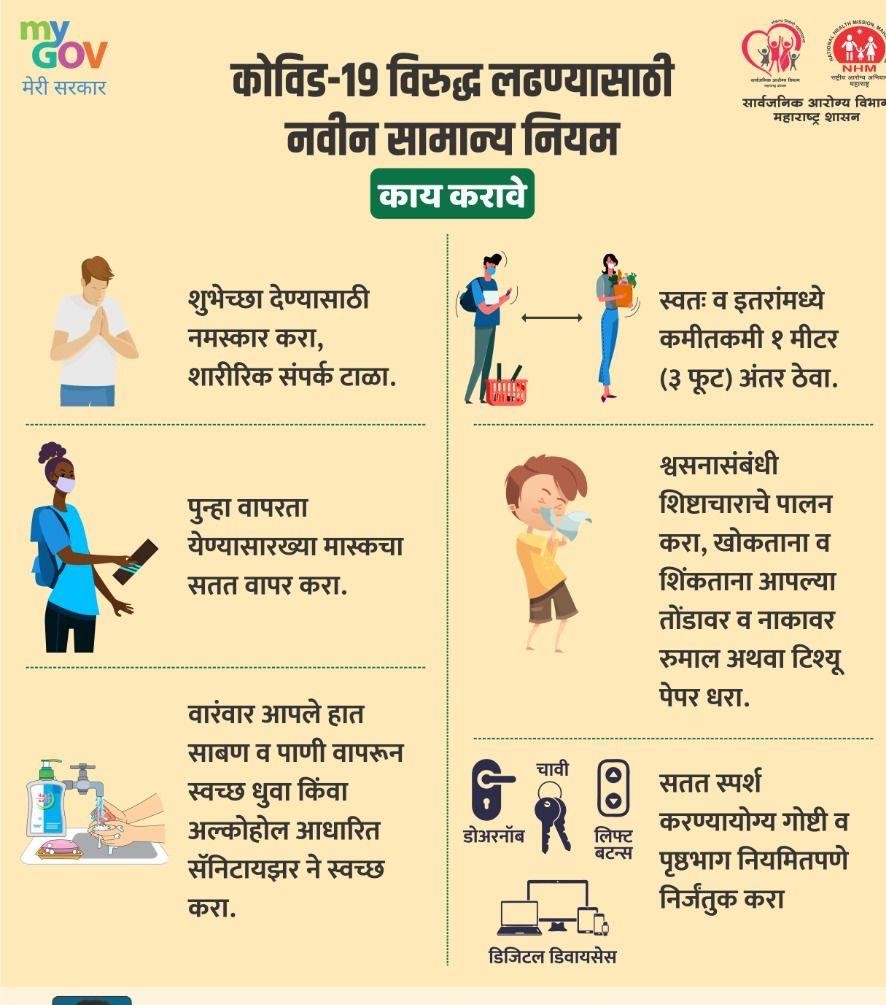 my
GOV
मेरी सरकार
कोविड-19 विरुद्ध लढण्यासाठी
नवीन सामान्य नियम
काय करावे
सार्वजनिक आरोग्य विभाग
NATIONAL HEALTH MISSION,
NHM
राष्ट्रीय आरोग्य
महाराष्ट्र
सार्वजनिक आरोग्य विभाग
महाराष्ट्र शासन
शुभेच्छा देण्यासाठी
नमस्कार करा,
शारीरिक संपर्क टाळा.
स्वतः व इतरांमध्ये
कमीतकमी १ मीटर
(३ फूट) अंतर ठेवा.
पुन्हा वापरता
येण्यासारख्या मास्कचा
सतत वापर करा.
श्वसनासंबंधी
शिष्टाचाराचे पालन
करा, खोकताना व
शिंकताना आपल्या
तोंडावर व नाकावर
रुमाल अथवा टिश्यू
पेपर धरा.
वारंवार आपले हात
साबण व पाणी वापरून
स्वच्छ धुवा किंवा
अल्कोहोल आधारित
सॅनिटायझर ने स्वच्छ
करा.
डोअरनॉब
चावी
लिफ्ट
बटन्स
डिजिटल डिवायसेस
सतत स्पर्श
करण्यायोग्य गोष्टी व
पृष्ठभाग नियमितपणे
निर्जंतुक करा